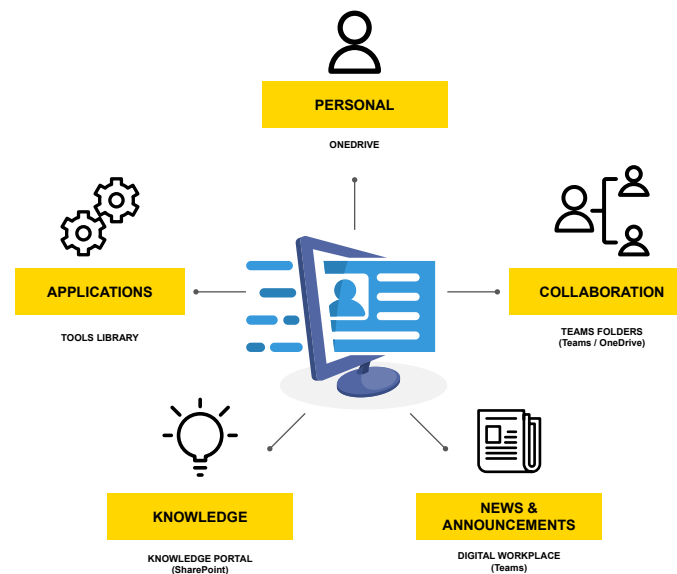 PERSONAL
ONEDRIVE
APPLICATIONS
TOOLS LIBRARY
COLLABORATION
TEAMS FOLDERS
(Teams / OneDrive)
KNOWLEDGE
KNOWLEDGE PORTAL
(SharePoint)
NEWS &
ANNOUNCEMENTS
DIGITAL WORKPLACE
(Teams)